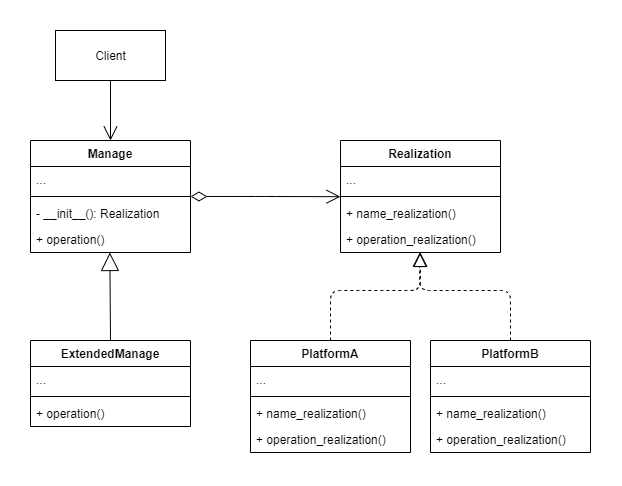 Client
Manage
...
- __init__(): Realization
+ operation()
Realization
...
+ name_realization()
+ operation_realization()
ExtendedManage
...
+ operation()
PlatformA
...
+ name_realization()
+ operation_realization()
PlatformB
...
+ name_realization()
+ operation_realization()